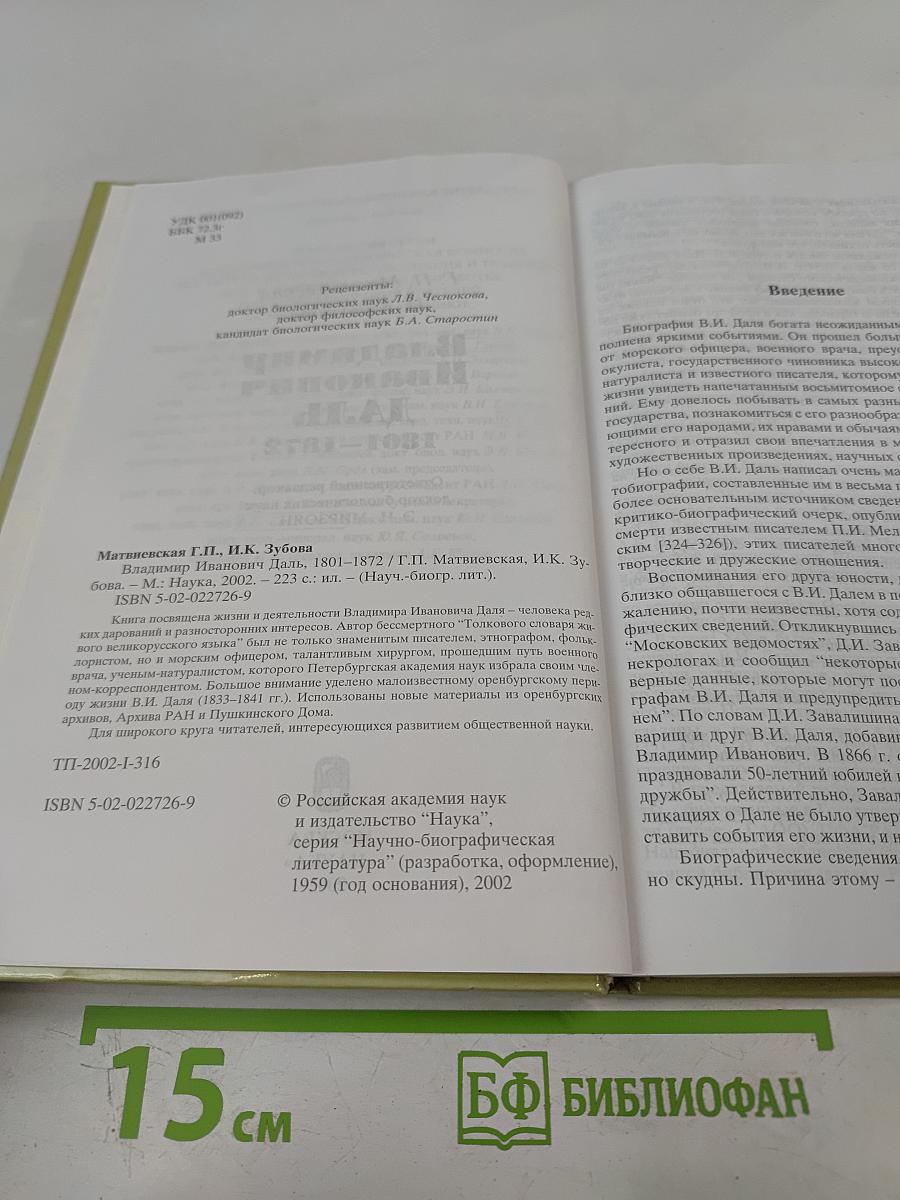 УДК 001(092)
ББК 72.3г
М 33
Рецензенты:
доктор биологических наук Л.В. Чеснокова,
доктор философских наук,
кандидат биологических наук Б.А. Старостин
Матвиевская Г.П., И.К. Зубова
Владимир Иванович Даль, 1801–1872 / Г.П. Матвиевская, И.К. Зу-
бова. – М.: Наука, 2002. – 223 с.: ил. – (Науч.-биогр. лит.).
ISBN 5-02-022726-9
Книга посвящена жизни и деятельности Владимира Ивановича Даля – человека ред-
ких дарований и разносторонних интересов. Автор бессмертного “Толкового словаря жи-
вого великорусского языка” был не только знаменитым писателем, этнографом, фольк-
лористом, но и морским офицером, талантливым хирургом, прошедшим путь военного
врача, ученым-натуралистом, которого Петербургская академия наук избрала своим чле-
ном-корреспондентом. Большое внимание уделено малоизвестному оренбургскому пери-
оду жизни В.И. Даля (1833–1841 гг.). Использованы новые материалы из оренбургских
архивов, Архива РАН и Пушкинского Дома.
Для широкого круга читателей, интересующихся развитием общественной науки.
ТП-2002-I-316
ISBN 5-02-022726-9
© Российская академия наук
и издательство “Наука”,
серия “Научно-биографическая
литература” (разработка, оформление),
1959 (год основания), 2002
Введение
Биография В.И. Даля богата неожиданным
полнена яркими событиями. Он прошел больш
от морского офицера, военного врача, преус
окулиста, государственного чиновника высок
натуралиста и известного писателя, которому
жизни увидеть напечатанным восьмитомное
ний. Ему довелось побывать в самых разны
государства, познакомиться с его разнообраз
ющими его народами, их нравами и обычаям
тересного и отразил свои впечатления в м
художественных произведениях, научных
Но о себе В.И. Даль написал очень ма
тобиографии, составленные им в весьма п
более основательным источником сведен
критико-биографический очерк, опубли
смерти известным писателем П.И. Мел
ским [324–326]), этих писателей много
творческие и дружеские отношения.
Воспоминания его друга юности,
близко общавшегося с В.И. Далем в по
жалению, почти неизвестны, хотя сод
фических сведений. Откликнувшись
“Московских ведомостях”, Д.И. Зав
некрологах и сообщил “некоторые
верные данные, которые могут пос
графам В.И. Даля и предупредить
нем”. По словам Д.И. Завалишина
варищ и друг В.И. Даля, добавин
Владимир Иванович. В 1866 г. с
праздновали 50-летний юбилей н
дружбы”. Действительно, Завал
ликациях о Дале не было утвер
ставить события его жизни, и н
Биографические сведения
но скудны. Причина этому –
15 см
БФ БИБЛИОФАН